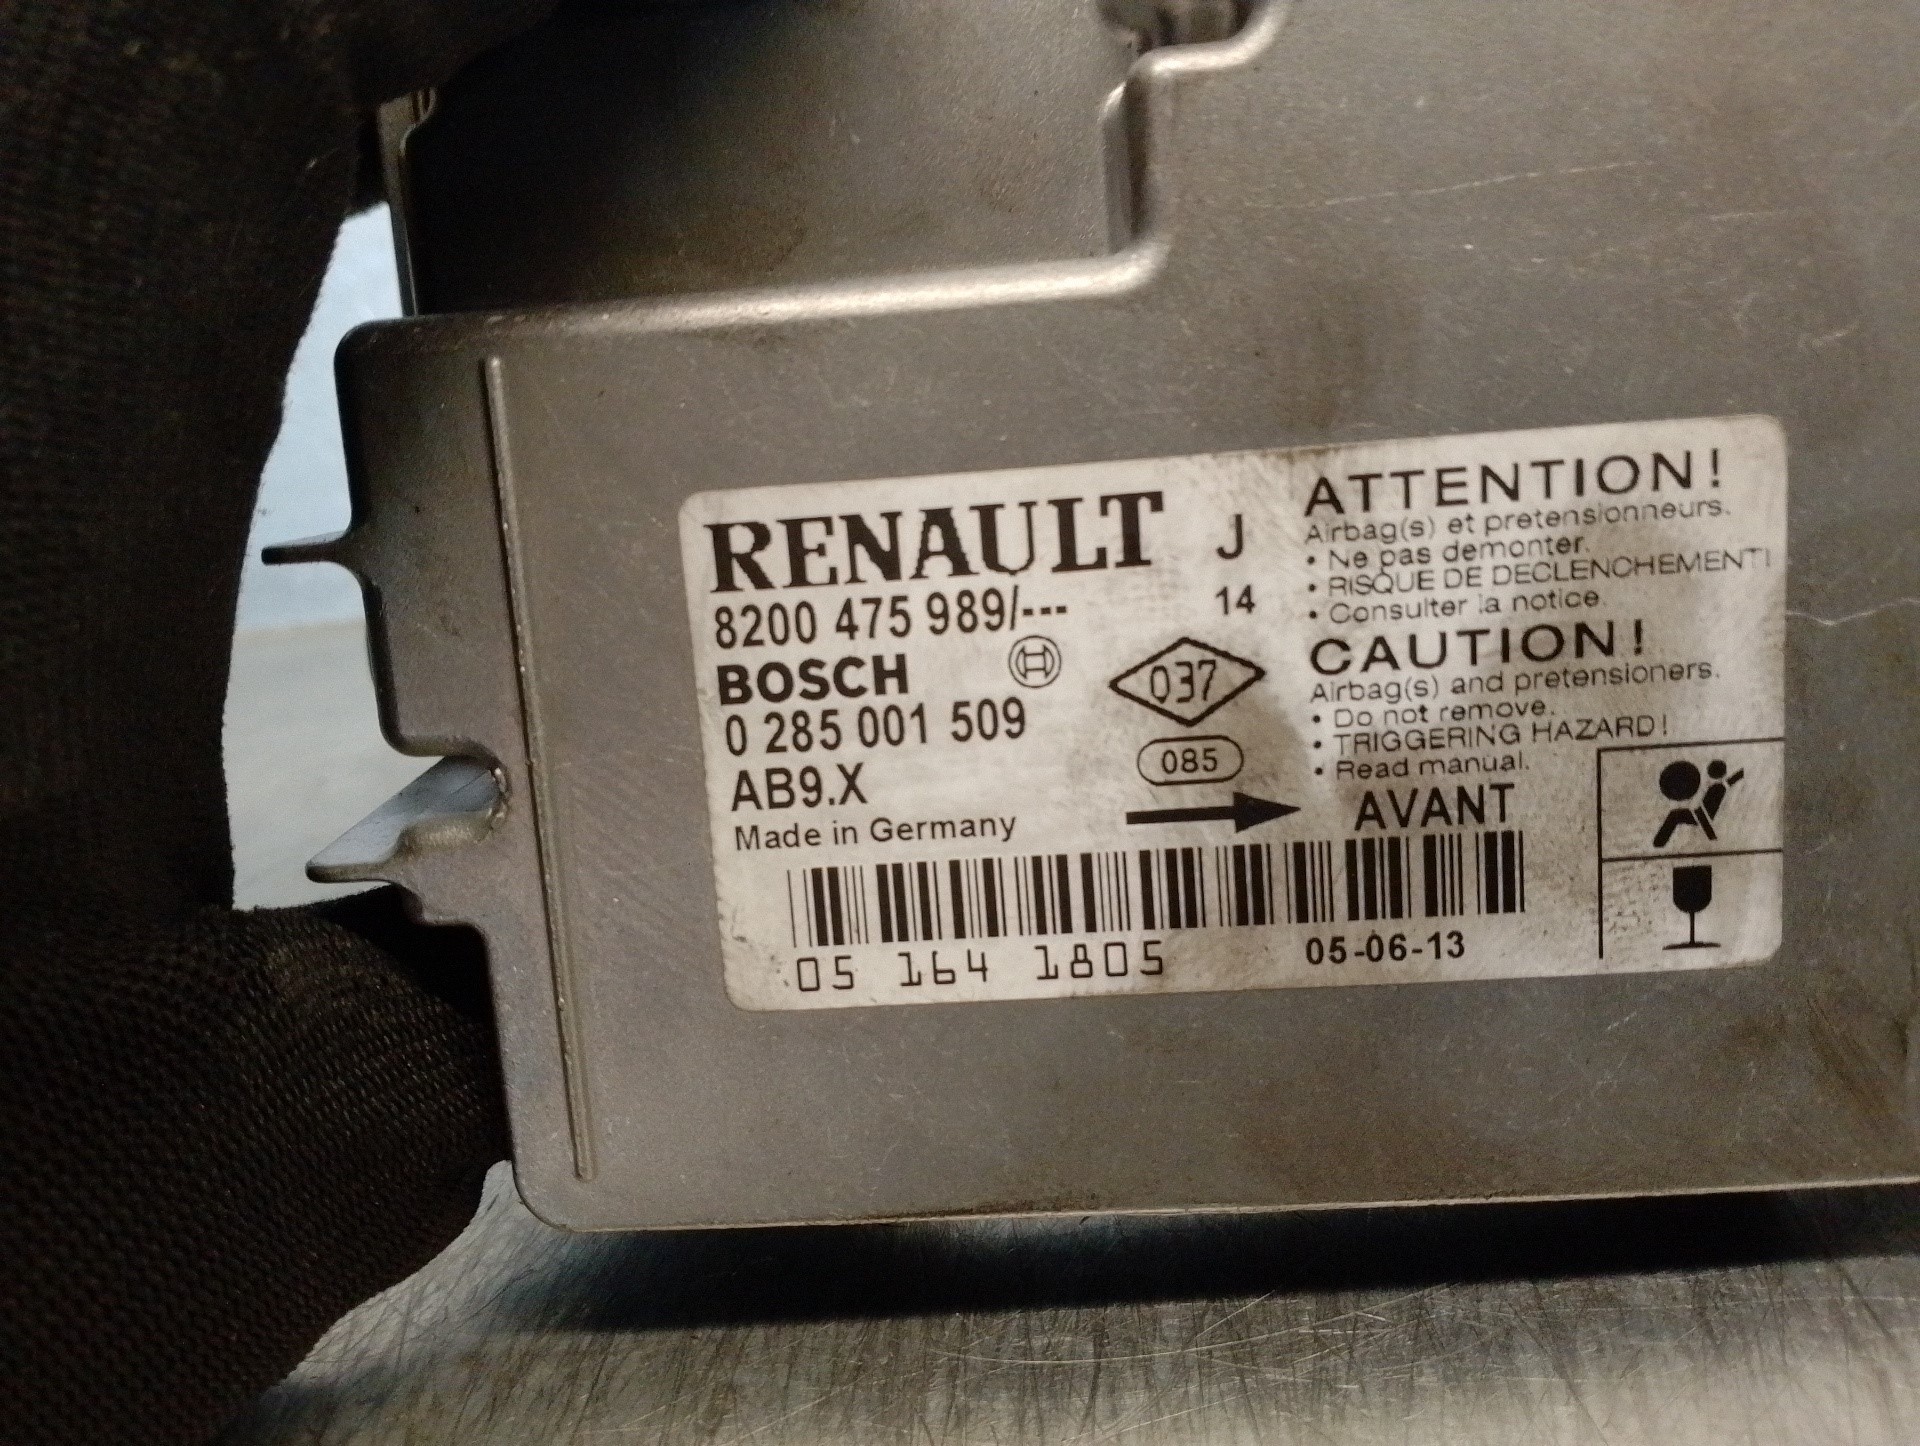 RENAULT J
8200 475 989/--- 14
BOSCH
0 285 001 509
AB9.X
Made in Germany
037
085
ATTENTION!
Airbag(s) et pretensionneurs.
• Ne pas demonter.
• RISQUE DE DECLENCHEMENT!
• Consulter la notice.
CAUTION!
Airbag(s) and pretensioners.
• Do not remove.
• TRIGGERING HAZARD!
• Read manual.
AVANT
05 164 1805 05-06-13